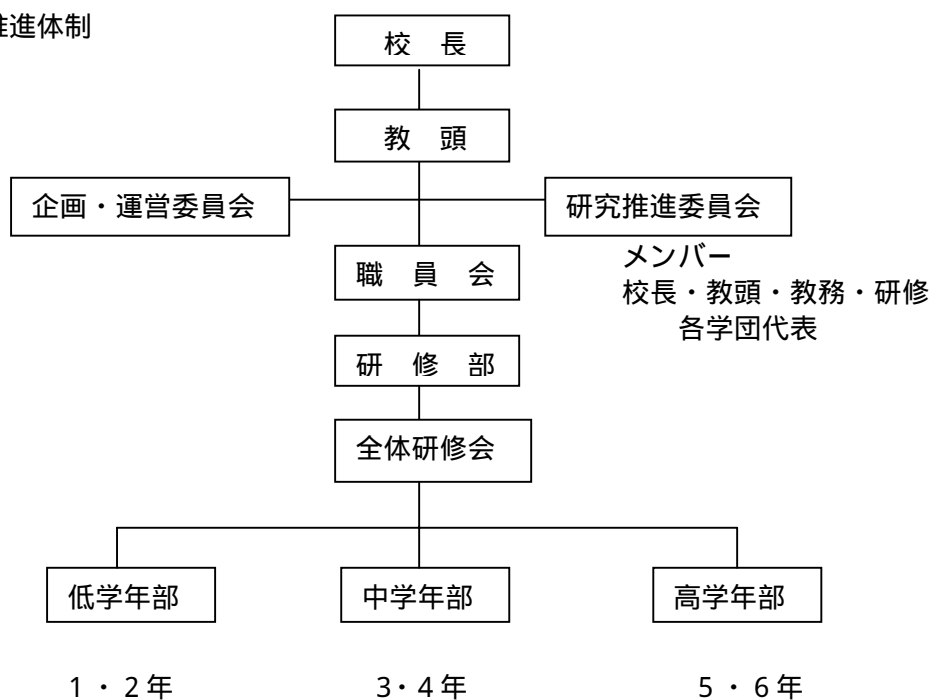 推進体制
校　長
教　頭
企画・運営委員会
研究推進委員会
メンバー
校長・教頭・教務・研修
各学団代表
職　員　会
研　修　部
全体研修会
低学年部
中学年部
高学年部
1 ・ 2 年
3・ 4 年
5 ・ 6 年